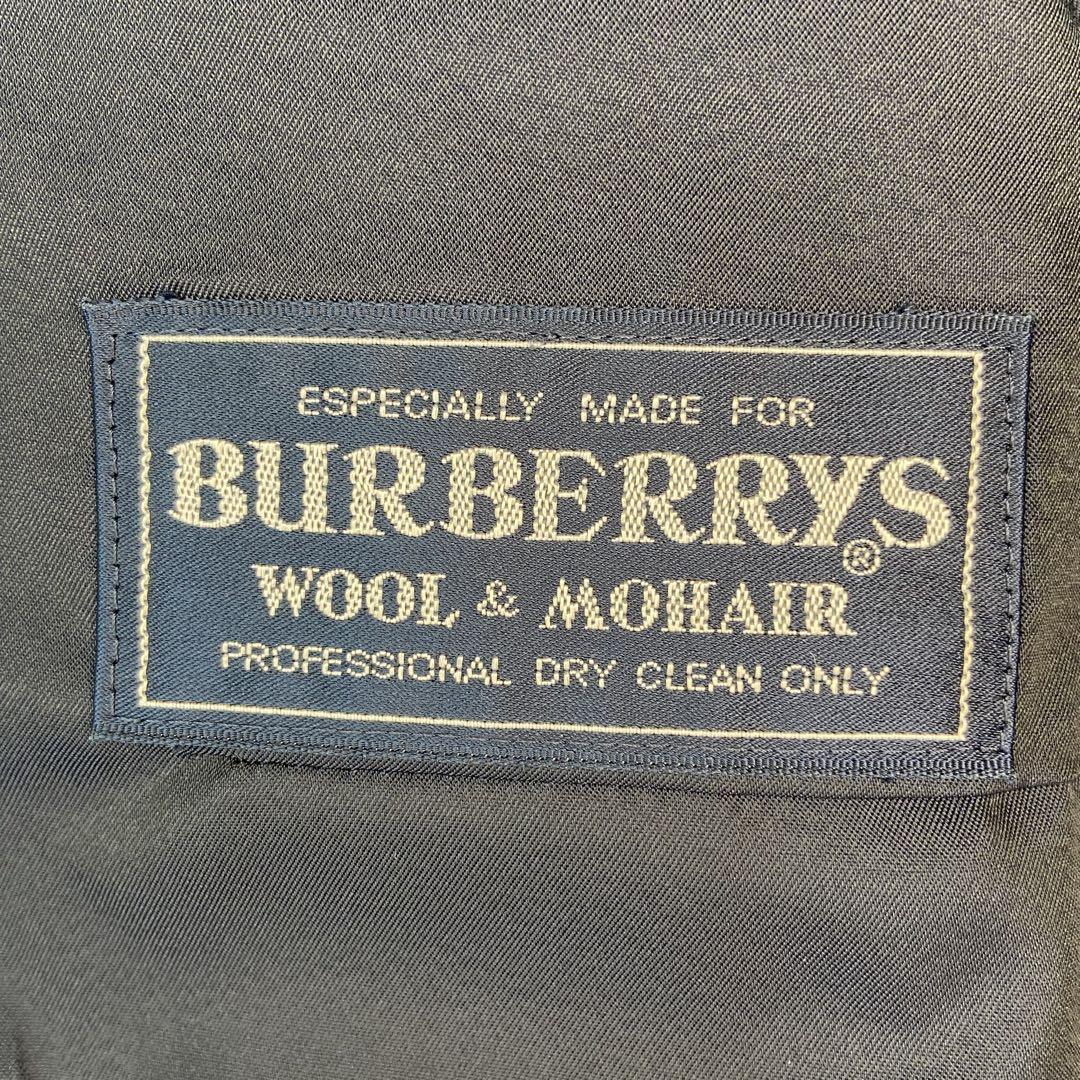 ESPECIALLY MADE FOR
BURBERRYS®
WOOL & MOHAIR
PROFESSIONAL DRY CLEAN ONLY